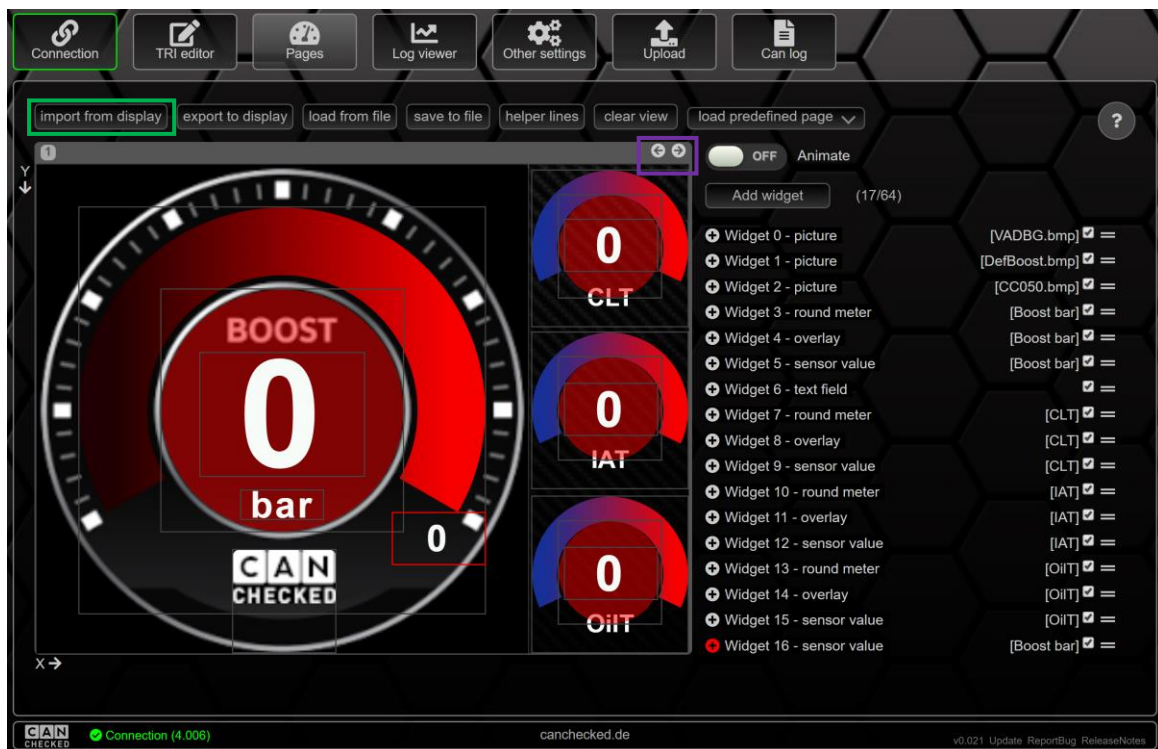 Connection TRI editor Pages Log viewer Other settings Upload Can log
import from display export to display load from file save to file helper lines clear view load predefined page ?
1
Y
OFF Animate
Add widget (17/64)
BOOST
0
bar
0
CAN
CHECKED
0
CLT
0
IAT
0
OilT
X
Widget 0 - picture [VADBG.bmp]
Widget 1 - picture [DefBoost.bmp]
Widget 2 - picture [CC050.bmp]
Widget 3 - round meter [Boost bar]
Widget 4 - overlay [Boost bar]
Widget 5 - sensor value [Boost bar]
Widget 6 - text field
Widget 7 - round meter [CLT]
Widget 8 - overlay [CLT]
Widget 9 - sensor value [CLT]
Widget 10 - round meter [IAT]
Widget 11 - overlay [IAT]
Widget 12 - sensor value [IAT]
Widget 13 - round meter [OilT]
Widget 14 - overlay [OilT]
Widget 15 - sensor value [OilT]
Widget 16 - sensor value [Boost bar]
CAN
CHECKED
Connection (4.006) canchecked.de v0.021 Update ReportBug ReleaseNotes